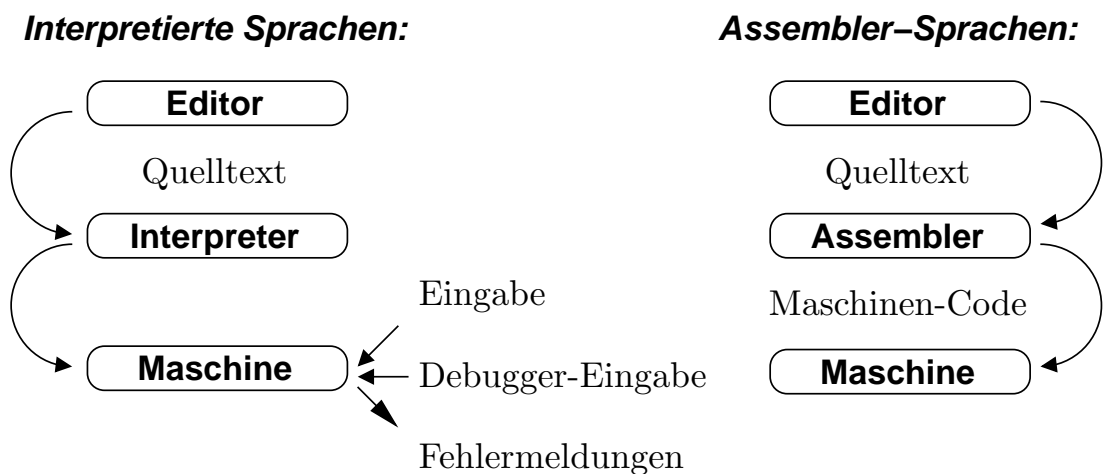 Interpretierte Sprachen:
Editor
Quelltext
Interpreter
Eingabe
Maschine
Debugger-Eingabe
Fehlermeldungen
Assembler–Sprachen:
Editor
Quelltext
Assembler
Maschinen-Code
Maschine